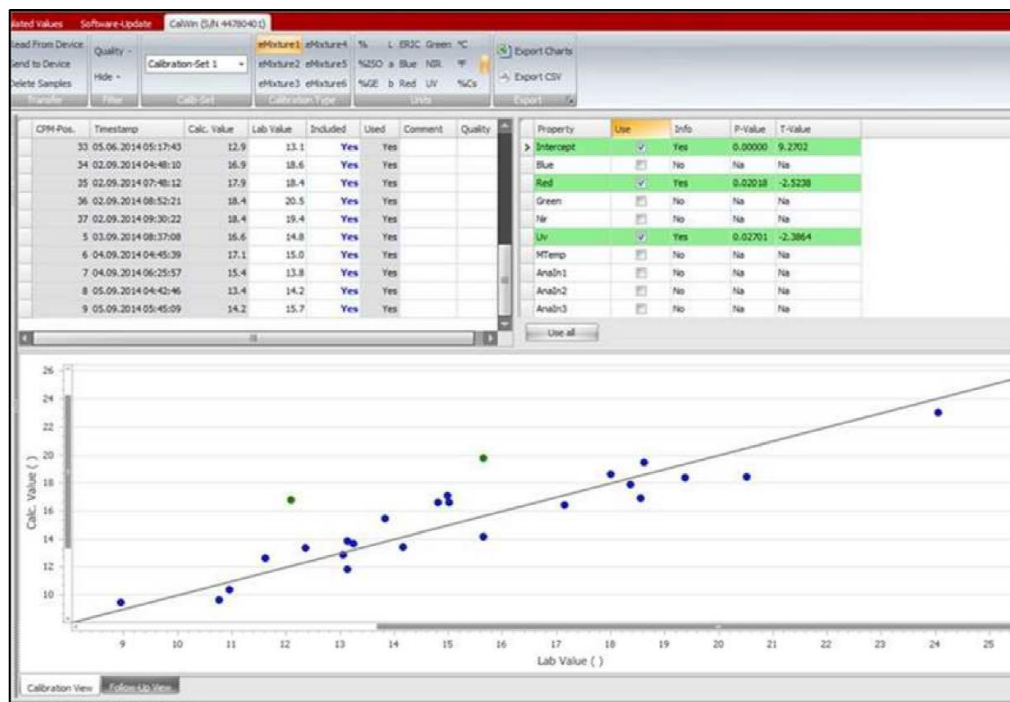 ulated Values Software-Update CalWin (S/N 44780401)
Read From Device Quality Calibration-Set 1 eMixture1 eMixture4 % L ERIC Green °C Export Charts
Send to Device eMixture2 eMixture5 %ISO a Blue NIR °F Export CSV
Delete Samples Hide eMixture3 eMixture6 %GE b Red UV %Cs
Transfer Filter Calib-Set Calibration Type Units Export
CPM-Pos. Timestamp Calc. Value Lab Value Included Used Comment Quality
33 05.06.2014 05:17:43 12.9 13.1 Yes Yes
34 02.09.2014 04:48:10 16.9 18.6 Yes Yes
35 02.09.2014 07:48:12 17.9 18.4 Yes Yes
36 02.09.2014 08:52:21 18.4 20.5 Yes Yes
37 02.09.2014 09:30:22 18.4 19.4 Yes Yes
5 03.09.2014 08:37:08 16.6 14.8 Yes Yes
6 04.09.2014 04:45:39 17.1 15.0 Yes Yes
7 04.09.2014 06:25:57 15.4 13.8 Yes Yes
8 05.09.2014 04:42:46 13.4 14.2 Yes Yes
9 05.09.2014 05:45:09 14.2 15.7 Yes Yes
Property Use Info P-Value T-Value
Intercept Yes 0.00000 9.2702
Blue No Na Na
Red Yes 0.02018 -2.5238
Green No Na Na
Nir No Na Na
Uv Yes 0.02701 -2.3864
MTemp No Na Na
AnaIn1 No Na Na
AnaIn2 No Na Na
AnaIn3 No Na Na
Use all
26
24
22
20
18
16
14
12
10
Calc. Value ( )
9 10 11 12 13 14 15 16 17 18 19 20 21 22 23 24 25
Lab Value ( )
Calibration View Follow-Up View